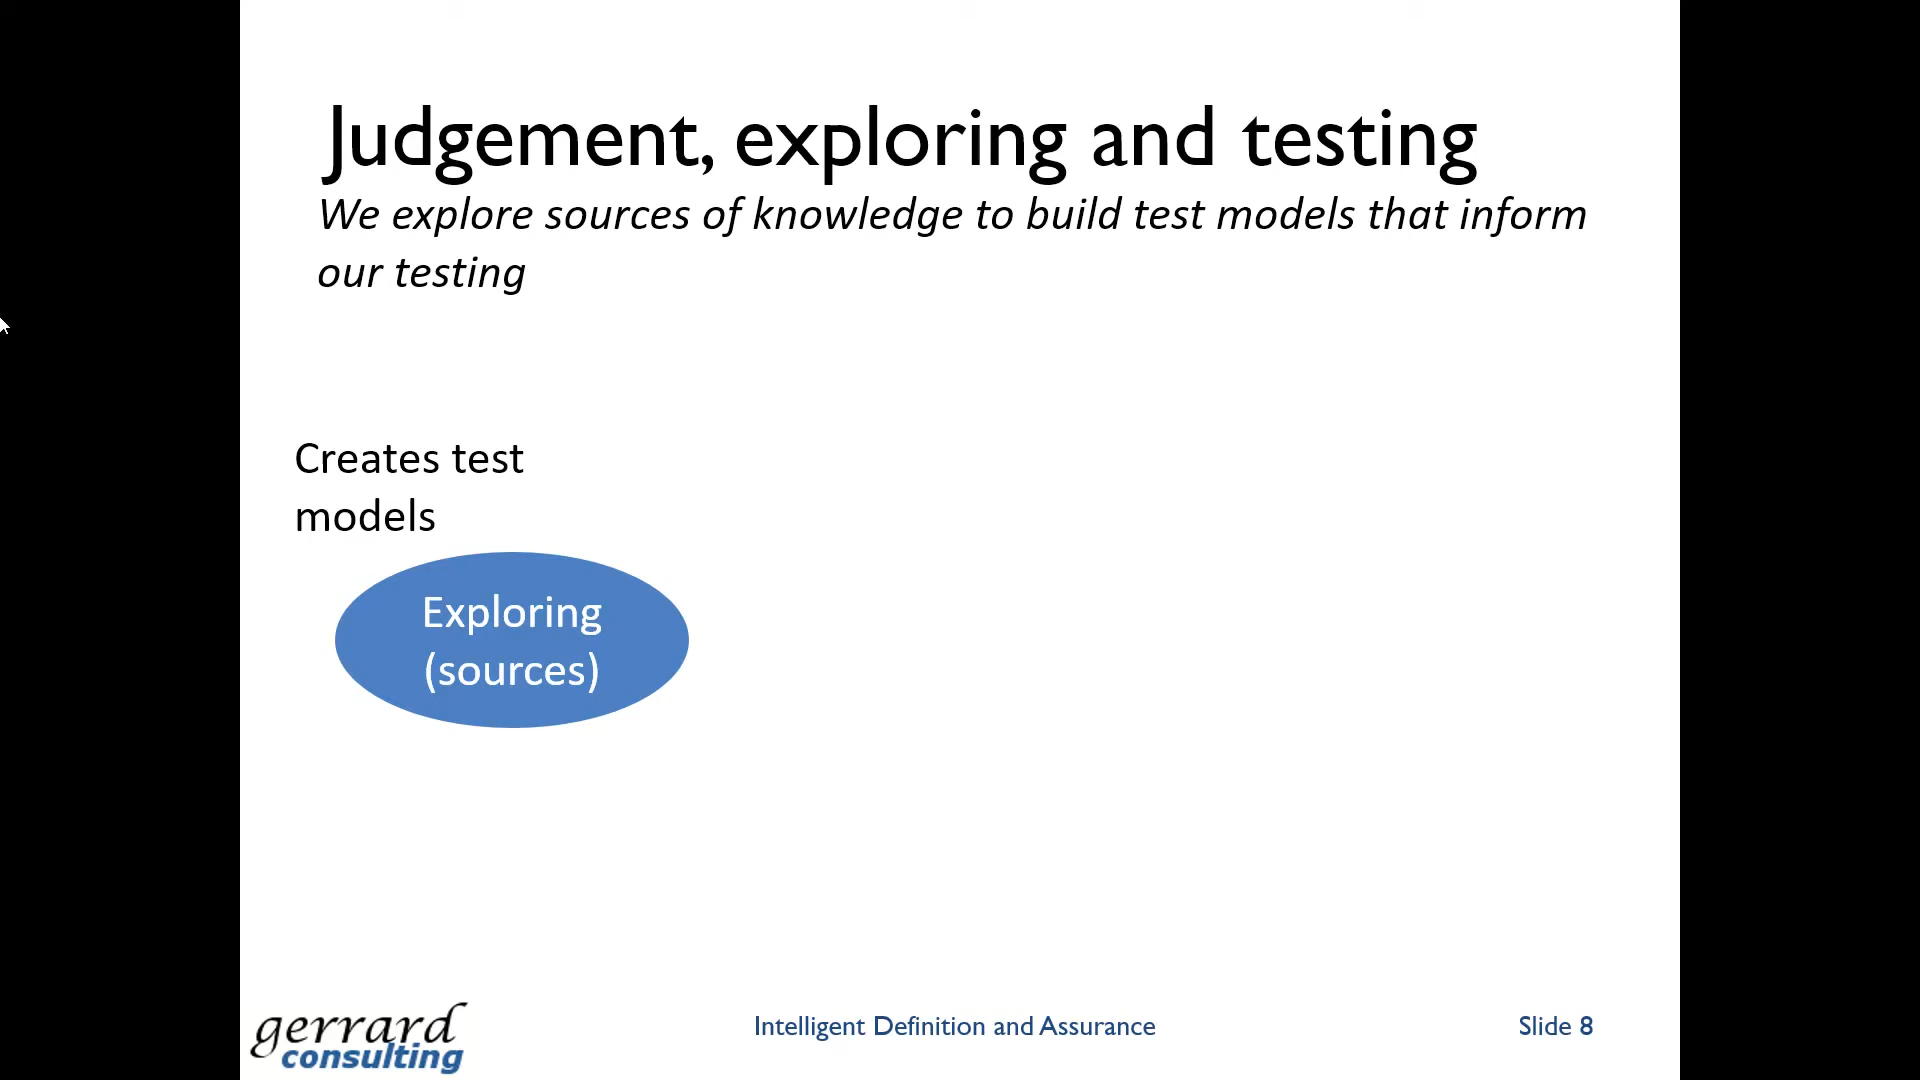 Judgement, exploring and testing
We explore sources of knowledge to build test models that inform
our testing
Creates test
models
Exploring
(sources)
gerrard
consulting
Intelligent Definition and Assurance
Slide 8